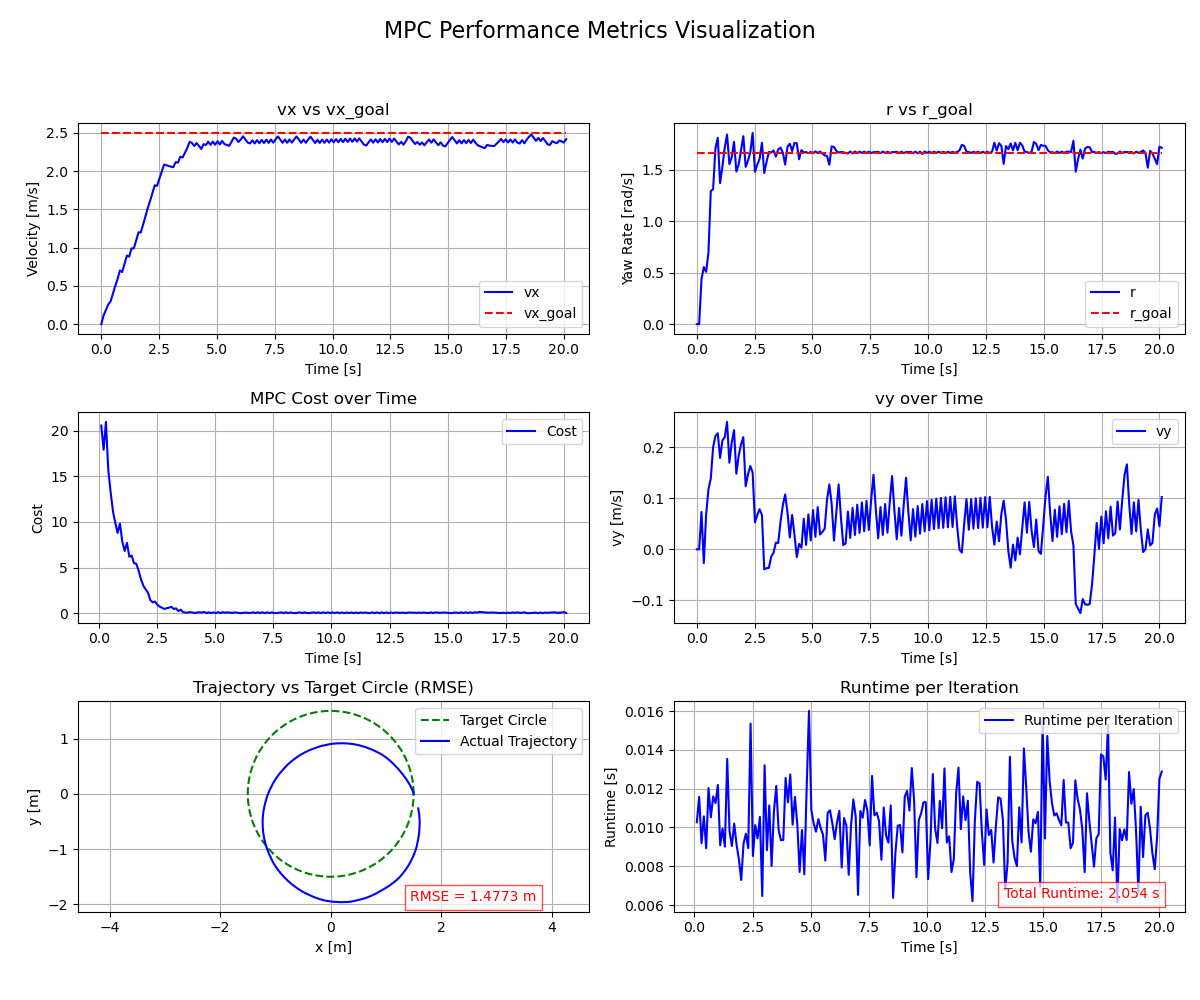 MPC Performance Metrics Visualization
vx vs vx_goal
Velocity [m/s]
2.5
2.0
1.5
1.0
0.5
0.0
vx
vx_goal
0.0 2.5 5.0 7.5 10.0 12.5 15.0 17.5 20.0
Time [s]
r vs r_goal
Yaw Rate [rad/s]
1.5
1.0
0.5
0.0
r
r_goal
0.0 2.5 5.0 7.5 10.0 12.5 15.0 17.5 20.0
Time [s]
MPC Cost over Time
Cost
20
15
10
5
0
Cost
0.0 2.5 5.0 7.5 10.0 12.5 15.0 17.5 20.0
Time [s]
vy over Time
vy [m/s]
0.2
0.1
0.0
−0.1
vy
0.0 2.5 5.0 7.5 10.0 12.5 15.0 17.5 20.0
Time [s]
Trajectory vs Target Circle (RMSE)
y [m]
1
0
−1
−2
Target Circle
Actual Trajectory
RMSE = 1.4773 m
−4 −2 0 2 4
x [m]
Runtime per Iteration
Runtime [s]
0.016
0.014
0.012
0.010
0.008
0.006
Runtime per Iteration
Total Runtime: 2.054 s
0.0 2.5 5.0 7.5 10.0 12.5 15.0 17.5 20.0
Time [s]